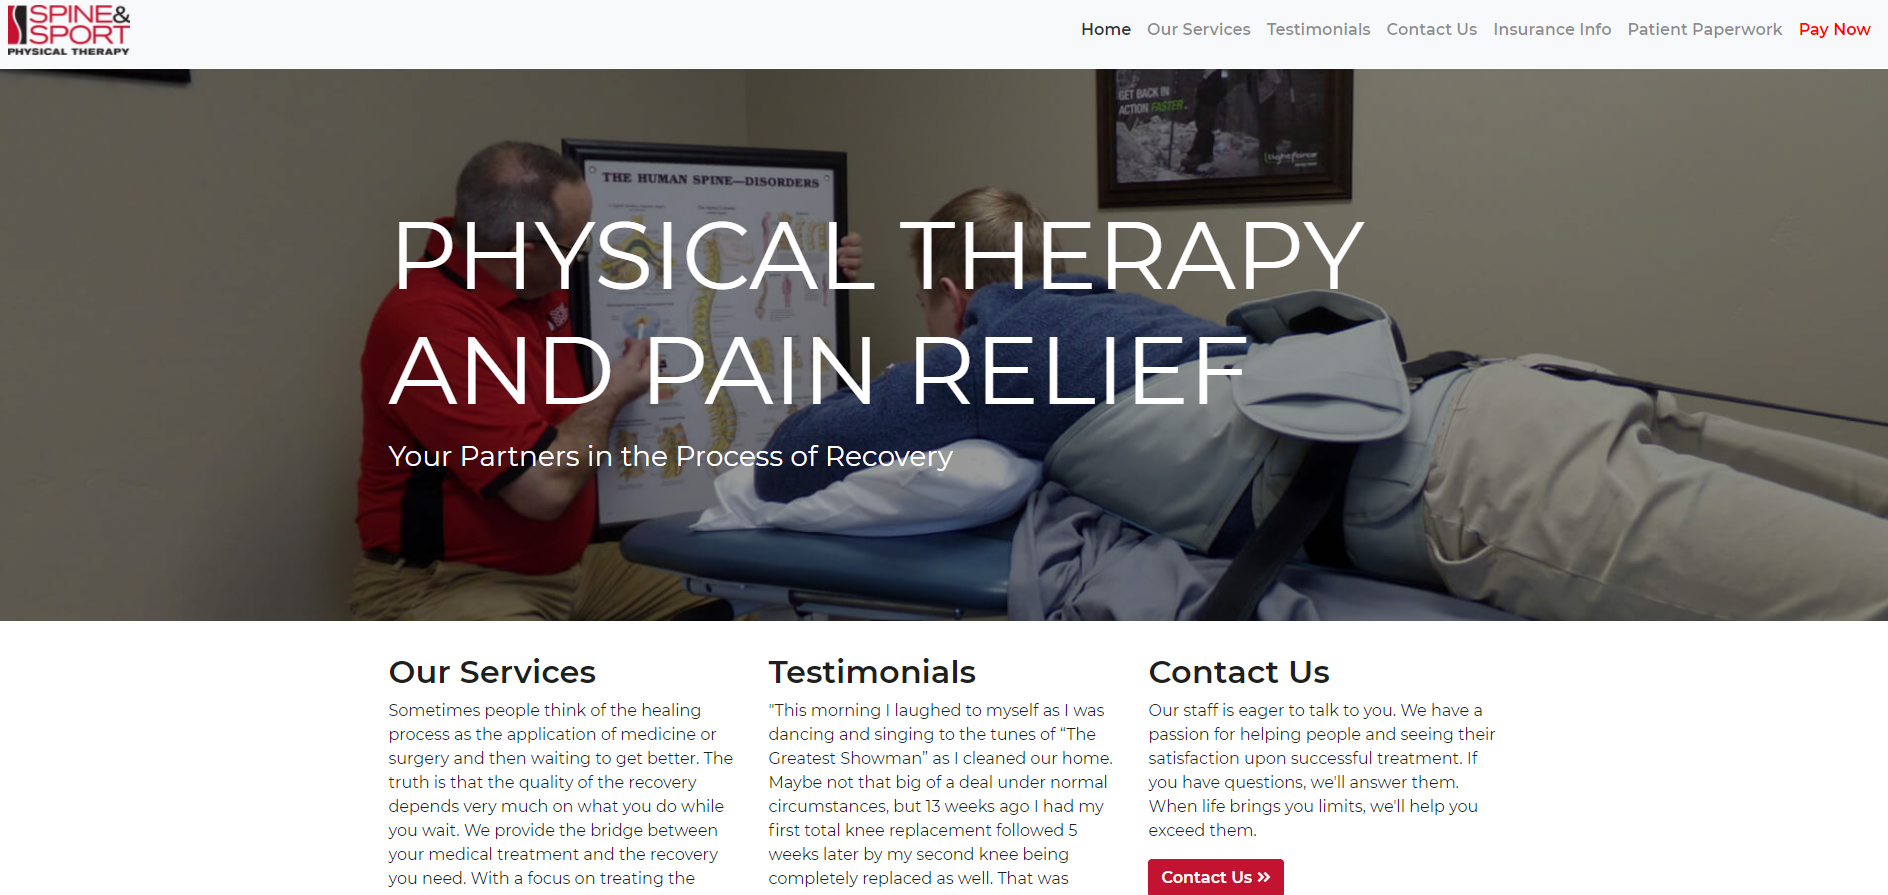 SPINE&
SPORT
PHYSICAL THERAPY
Home Our Services Testimonials Contact Us Insurance Info Patient Paperwork Pay Now
GET BACK IN
ACTION FASTER.
THE HUMAN SPINE—DISORDERS
PHYSICAL THERAPY
AND PAIN RELIEF
Your Partners in the Process of Recovery
Our Services
Sometimes people think of the healing
process as the application of medicine or
surgery and then waiting to get better. The
truth is that the quality of the recovery
depends very much on what you do while
you wait. We provide the bridge between
your medical treatment and the recovery
you need. With a focus on treating the
Testimonials
"This morning I laughed to myself as I was
dancing and singing to the tunes of “The
Greatest Showman” as I cleaned our home.
Maybe not that big of a deal under normal
circumstances, but 13 weeks ago I had my
first total knee replacement followed 5
weeks later by my second knee being
completely replaced as well. That was
Contact Us
Our staff is eager to talk to you. We have a
passion for helping people and seeing their
satisfaction upon successful treatment. If
you have questions, we'll answer them.
When life brings you limits, we'll help you
exceed them.
Contact Us »